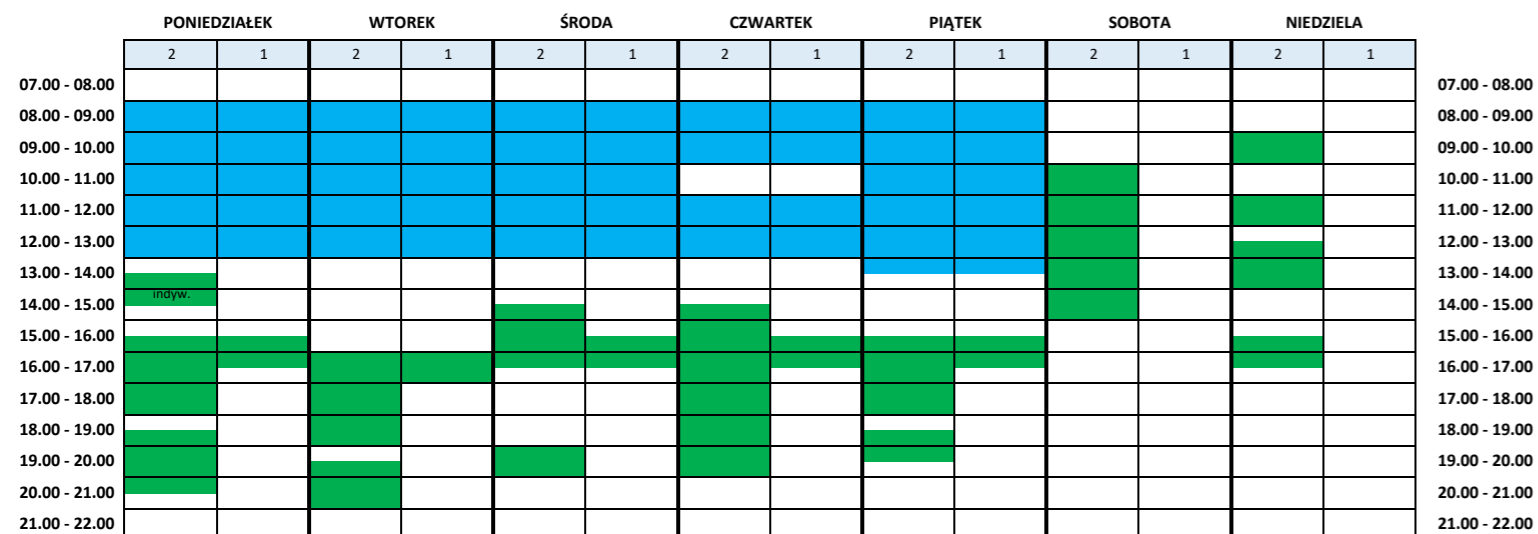 PONIEDZIAŁEK WTOREK ŚRODA CZWARTEK PIĄTEK SOBOTA NIEDZIELA
2 1 2 1 2 1 2 1 2 1 2 1 2 1
07.00 - 08.00 07.00 - 08.00
08.00 - 09.00 08.00 - 09.00
09.00 - 10.00 09.00 - 10.00
10.00 - 11.00 10.00 - 11.00
11.00 - 12.00 11.00 - 12.00
12.00 - 13.00 12.00 - 13.00
13.00 - 14.00 13.00 - 14.00
indyw.
14.00 - 15.00 14.00 - 15.00
15.00 - 16.00 15.00 - 16.00
16.00 - 17.00 16.00 - 17.00
17.00 - 18.00 17.00 - 18.00
18.00 - 19.00 18.00 - 19.00
19.00 - 20.00 19.00 - 20.00
20.00 - 21.00 20.00 - 21.00
21.00 - 22.00 21.00 - 22.00